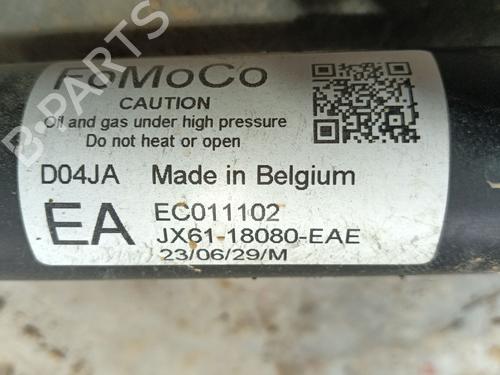 FoMoCo
CAUTION
Oil and gas under high pressure
Do not heat or open
D04JA Made in Belgium
EA
EC011102
JX61-18080-EAE
23/06/29/M
B-PARTS